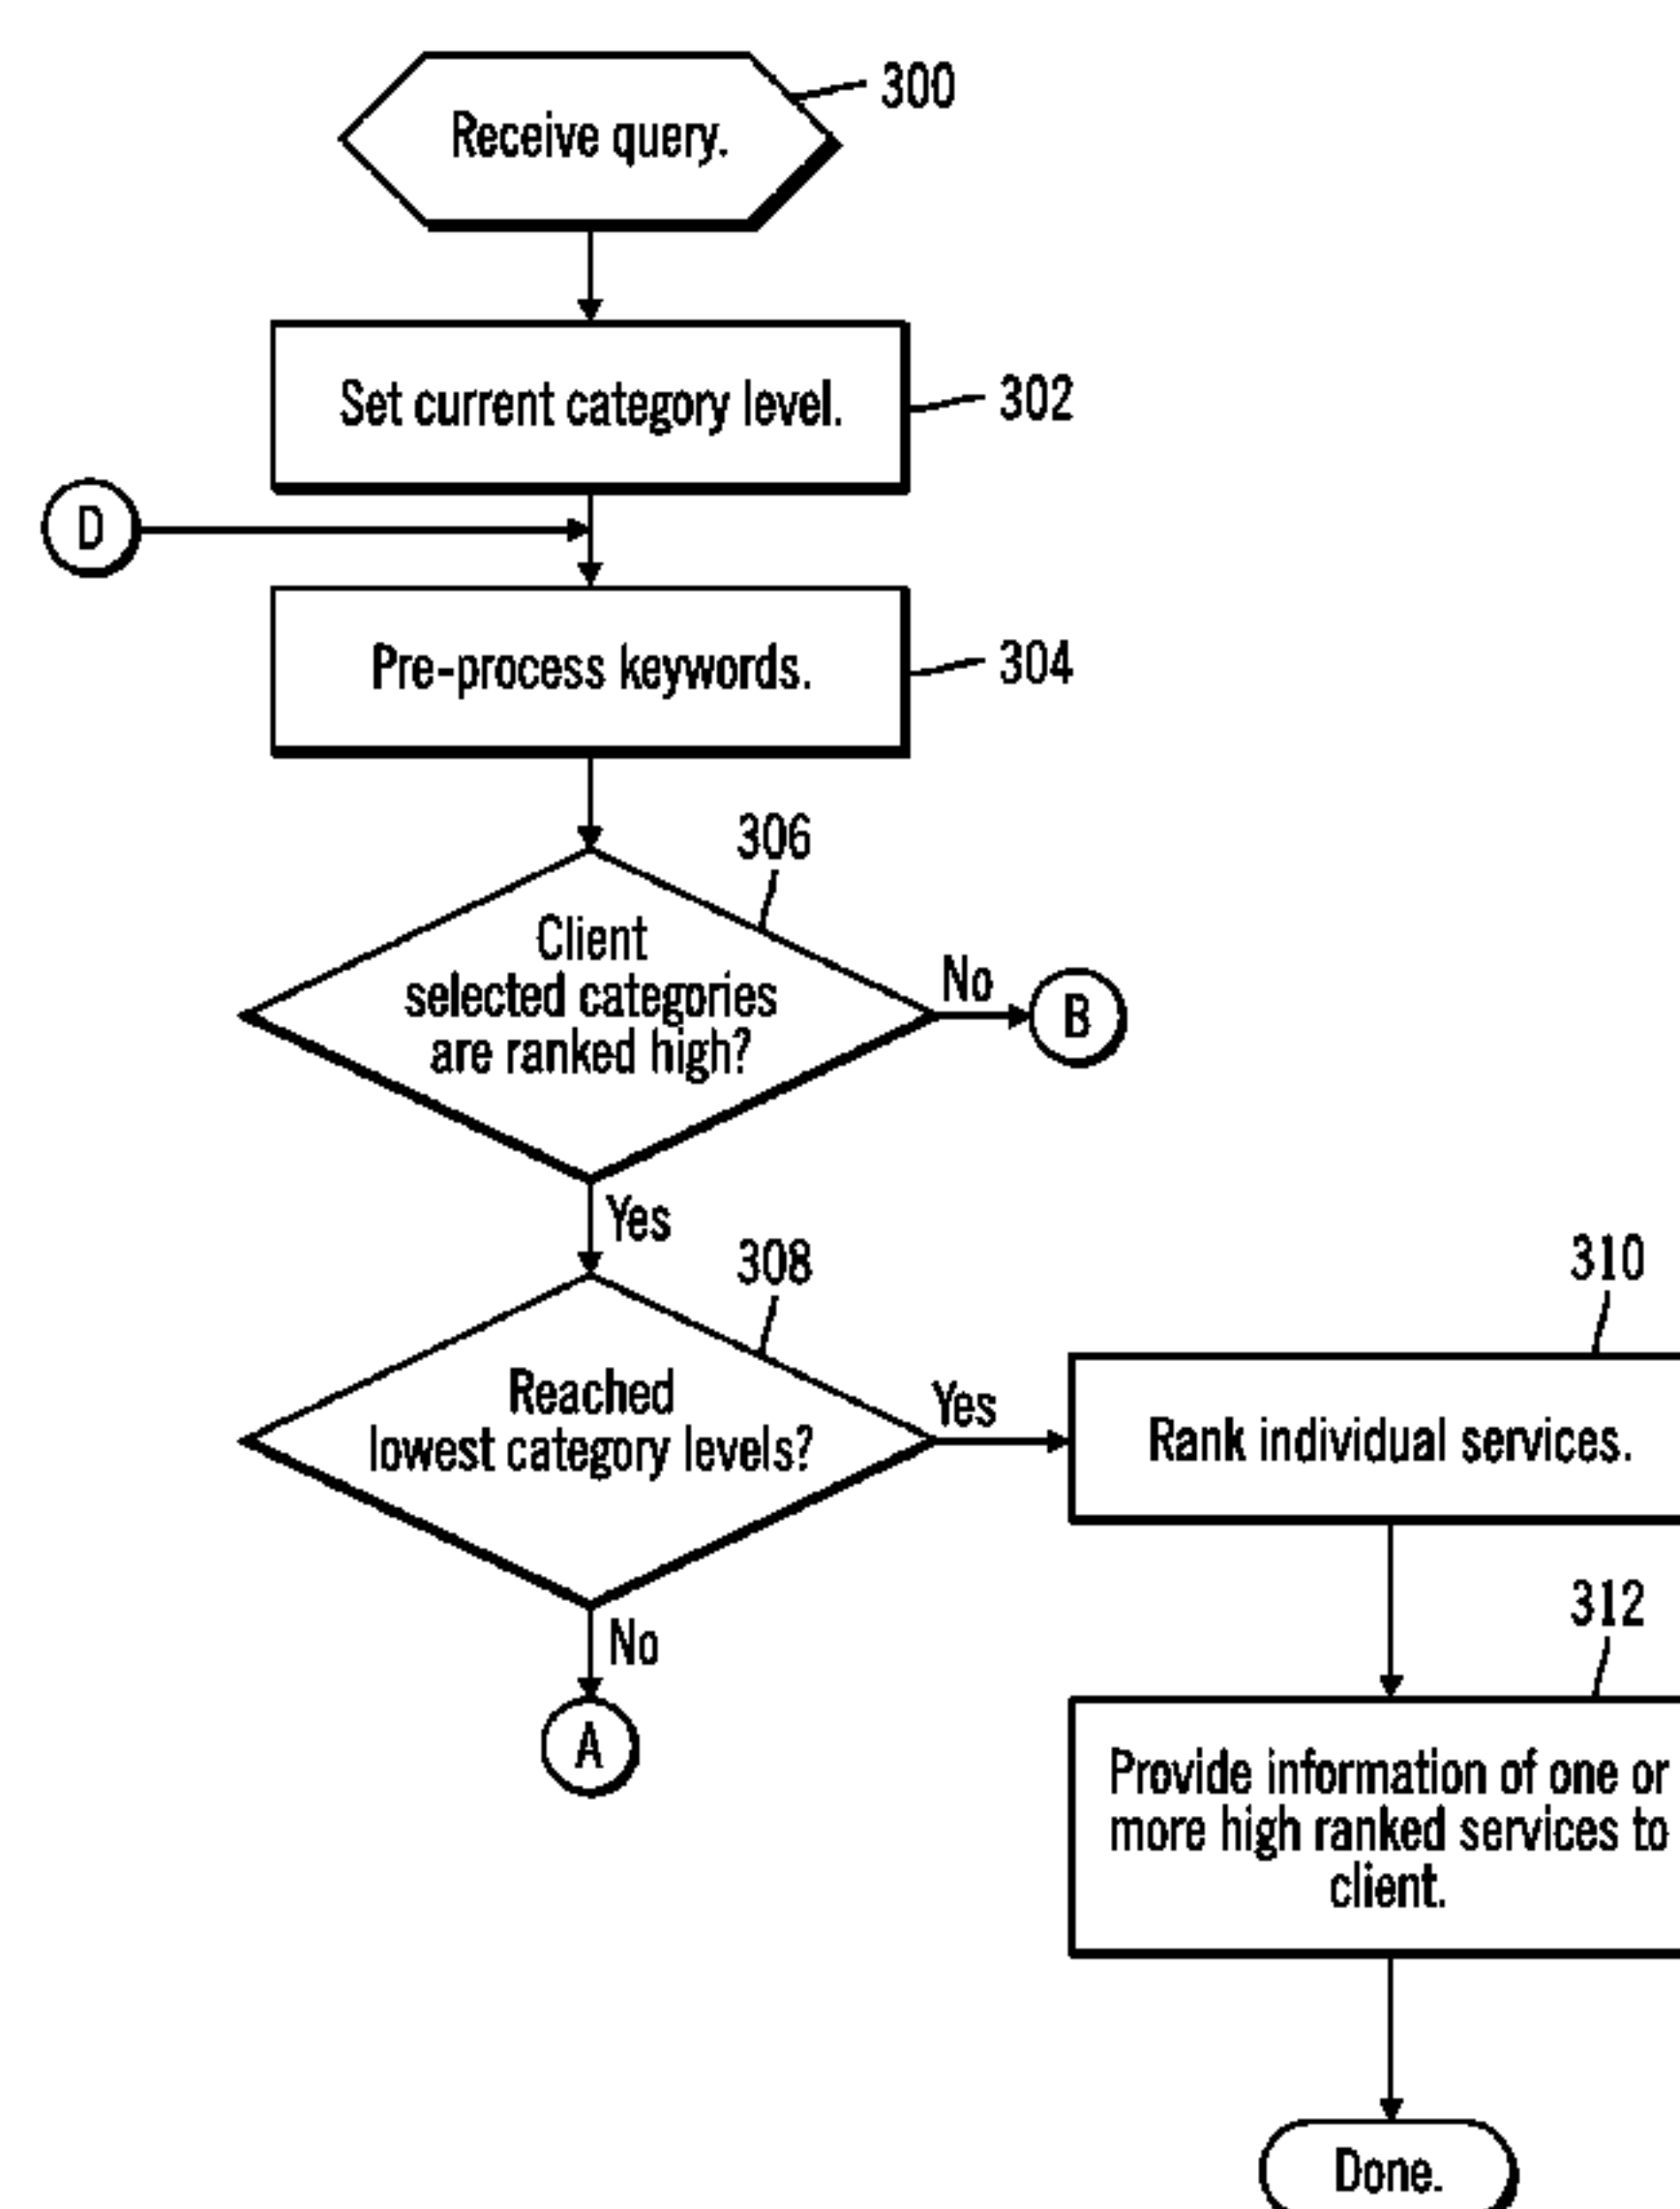 300
Receive query.
302
Set current category level.
D
304
Pre-process keywords.
306
Client
selected categories
are ranked high?
No
B
Yes
308
Reached
lowest category levels?
Yes
310
Rank individual services.
No
A
312
Provide information of one or
more high ranked services to
client.
Done.